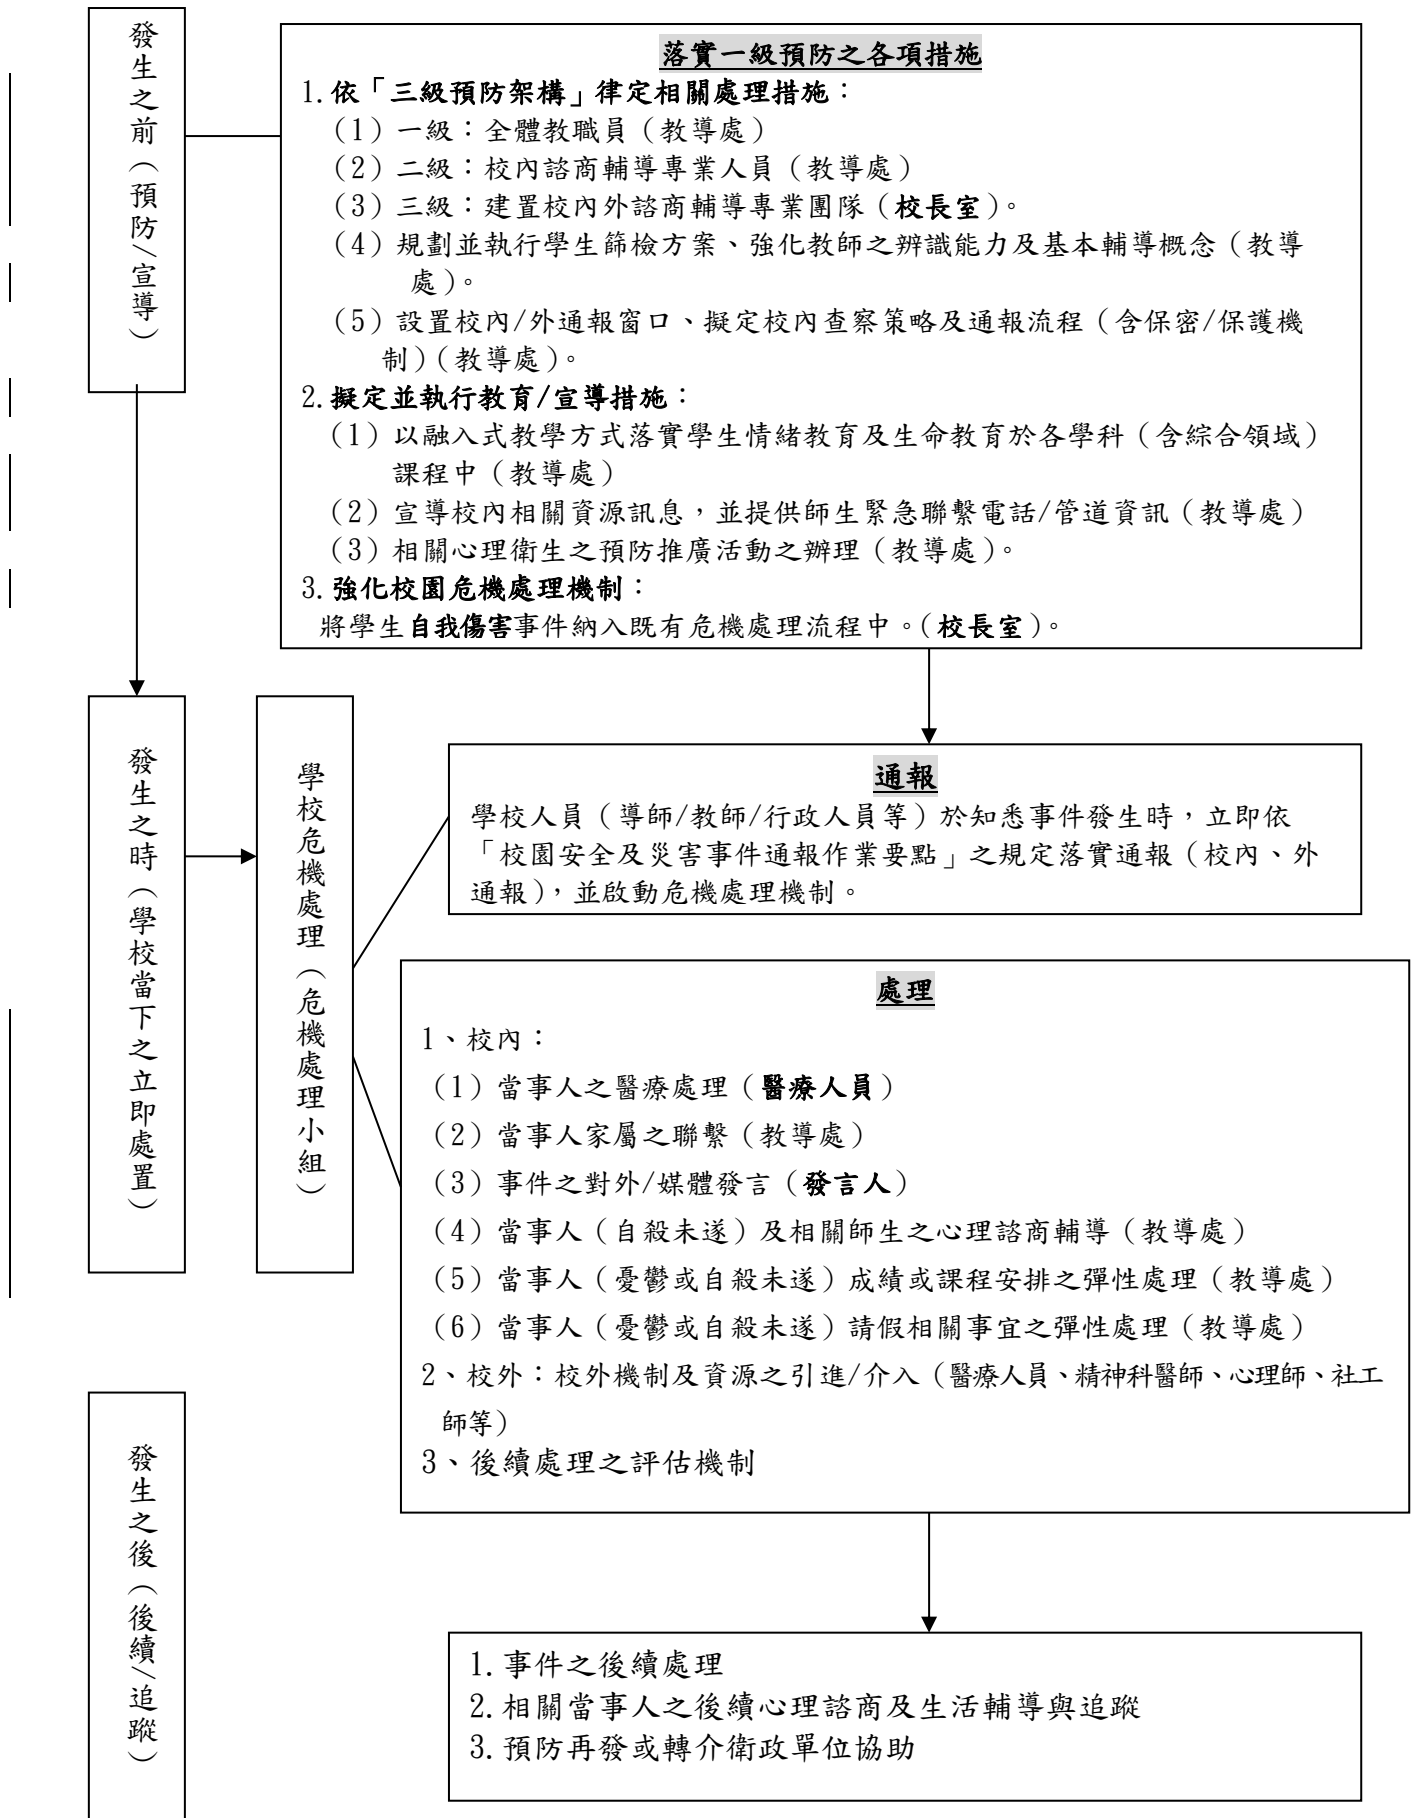 發生之前（預防/宣導）
落實一級預防之各項措施
1.依「三級預防架構」律定相關處理措施：
（1）一級：全體教職員（教導處）
（2）二級：校內諮商輔導專業人員（教導處）
（3）三級：建置校內外諮商輔導專業團隊（校長室）。
（4）規劃並執行學生篩檢方案、強化教師之辨識能力及基本輔導概念（教導
處）。
（5）設置校內/外通報窗口、擬定校內查察策略及通報流程（含保密/保護機
制）（教導處）。
2.擬定並執行教育/宣導措施：
（1）以融入式教學方式落實學生情緒教育及生命教育於各學科（含綜合領域）
課程中（教導處）
（2）宣導校內相關資源訊息，並提供師生緊急聯繫電話/管道資訊（教導處）
（3）相關心理衛生之預防推廣活動之辦理（教導處）。
3.強化校園危機處理機制：
將學生自我傷害事件納入既有危機處理流程中。（校長室）。
發生之時（學校當下之立即處置）
學校危機處理（危機處理小組）
通報
學校人員（導師/教師/行政人員等）於知悉事件發生時，立即依
「校園安全及災害事件通報作業要點」之規定落實通報（校內、外
通報），並啟動危機處理機制。
處理
1、校內：
（1）當事人之醫療處理（醫療人員）
（2）當事人家屬之聯繫（教導處）
（3）事件之對外/媒體發言（發言人）
（4）當事人（自殺未遂）及相關師生之心理諮商輔導（教導處）
（5）當事人（憂鬱或自殺未遂）成績或課程安排之彈性處理（教導處）
（6）當事人（憂鬱或自殺未遂）請假相關事宜之彈性處理（教導處）
2、校外：校外機制及資源之引進/介入（醫療人員、精神科醫師、心理師、社工
師等）
3、後續處理之評估機制
發生之後（後續/追蹤）
1.事件之後續處理
2.相關當事人之後續心理諮商及生活輔導與追蹤
3.預防再發或轉介衛政單位協助